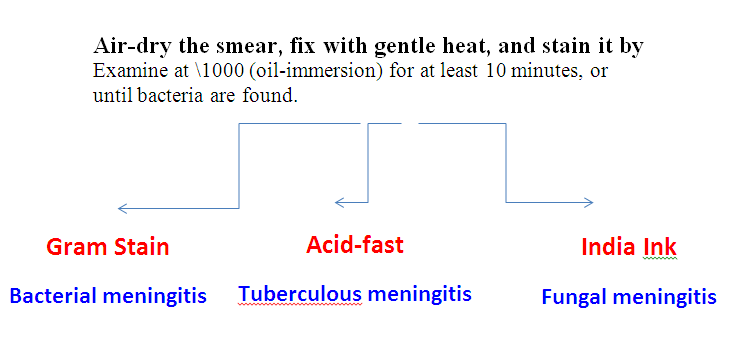 Air-dry the smear, fix with gentle heat, and stain it by
Examine at \1000 (oil-immersion) for at least 10 minutes, or
until bacteria are found.
Gram Stain
Acid-fast
India Ink
Bacterial meningitis
Tuberculous meningitis
Fungal meningitis